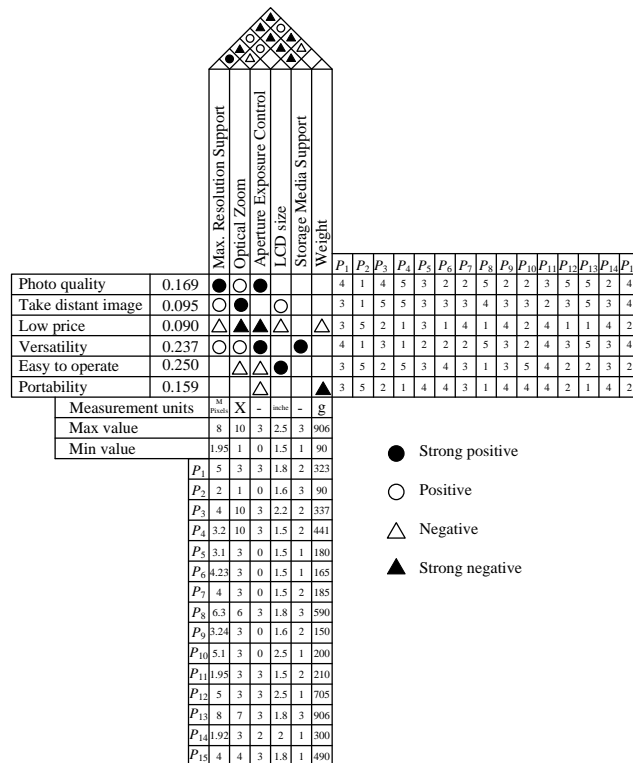 Max. Resolution Support
Optical Zoom
Aperture Exposure Control
LCD size
Storage Media Support
Weight
P1 P2 P3 P4 P5 P6 P7 P8 P9 P10 P11 P12 P13 P14 P1
Photo quality 0.169 4 1 4 5 3 2 2 5 2 2 3 5 5 2 4
Take distant image 0.095 3 1 5 5 3 3 3 4 3 3 2 3 5 3 4
Low price 0.090 3 5 2 1 3 1 4 1 4 2 4 1 1 4 2
Versatility 0.237 4 1 3 1 2 2 2 5 3 2
Easy to operate 0.250 3 5 2 5 3 4 3 1 3 5 4 2 2 3 2
Portability 0.159 3 5 2 1 4 4 3 1 4 4 4 2 1 4 2
Measurement units M Pixels X - inche - g
Max value 8 10 3 2.5 3 906
Min value 1.95 1 0 1.5 1 90
P1 5 3 3 1.8 2 323
P2 2 1 0 1.6 3 90
P3 4 10 3 2.2 2 337
P4 3.2 10 3 1.5 2 441
P5 3.1 3 0 1.5 1 180
P6 4.23 3 0 1.5 1 165
P7 4 3 0 1.5 2 185
P8 6.3 6 3 1.8 3 590
P9 3.24 3 0 1.6 2 150
P10 5.1 3 0 2.5 1 200
P11 1.95 3 3 1.5 2 210
P12 5 3 3 2.5 1 705
P13 8 7 3 1.8 3 906
P14 1.92 3 2 2 1 300
P15 4 4 3 1.8 1 490
Strong positive
Positive
Negative
Strong negative